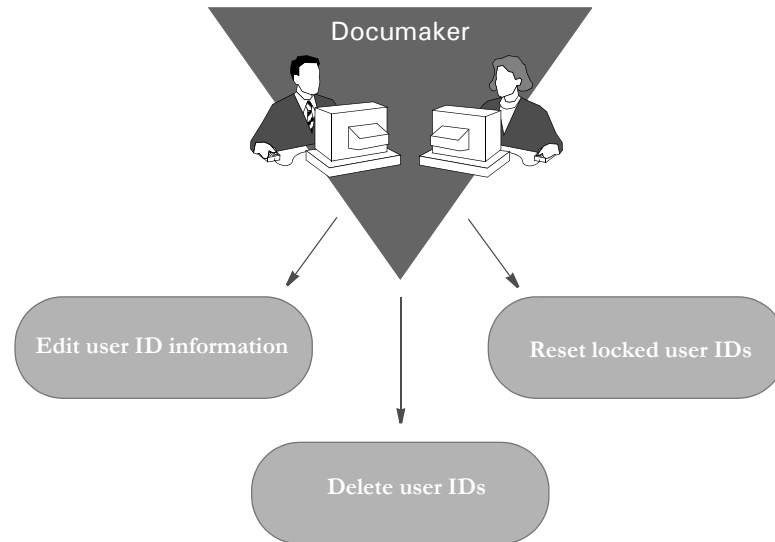 Documaker
Edit user ID information
Reset locked user IDs
Delete user IDs